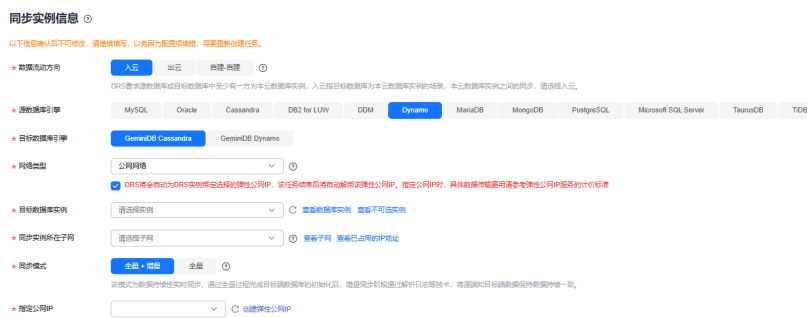 同步实例信息
以下信息确认后不可修改，请谨慎填写，以免因为配置项填错，需要重新创建任务。
* 数据流动方向 入云 出云 自建-自建
DRS要求源数据库或目标数据库中至少有一方为本云数据库实例，入云指目标数据库为本云数据库实例的场景，本云数据库实例之间的同步，请选择入云。
* 源数据库引擎 MySQL Oracle Cassandra DB2 for LUW DDM Dynamo MariaDB MongoDB PostgreSQL Microsoft SQL Server TaurusDB TiDB
* 目标数据库引擎 GeminiDB Cassandra GeminiDB Dynamo
* 网络类型 公网网络
DRS将会自动为DRS实例绑定选择的弹性公网IP，该任务结束后将自动解绑该弹性公网IP。指定公网IP时，具体数据传输费用请参考弹性公网IP服务的计价标准
* 目标数据库实例 请选择实例 查看数据库实例 查看不可选实例
* 同步实例所在子网 请选择子网 查看子网 查看已占用的IP地址
* 同步模式 全量+增量 全量
该模式为数据持续性实时同步，通过全量过程完成目标端数据库的初始化后，增量同步阶段通过解析日志等技术，将源端和目标端数据保持数据持续一致。
* 指定公网IP 创建弹性公网IP